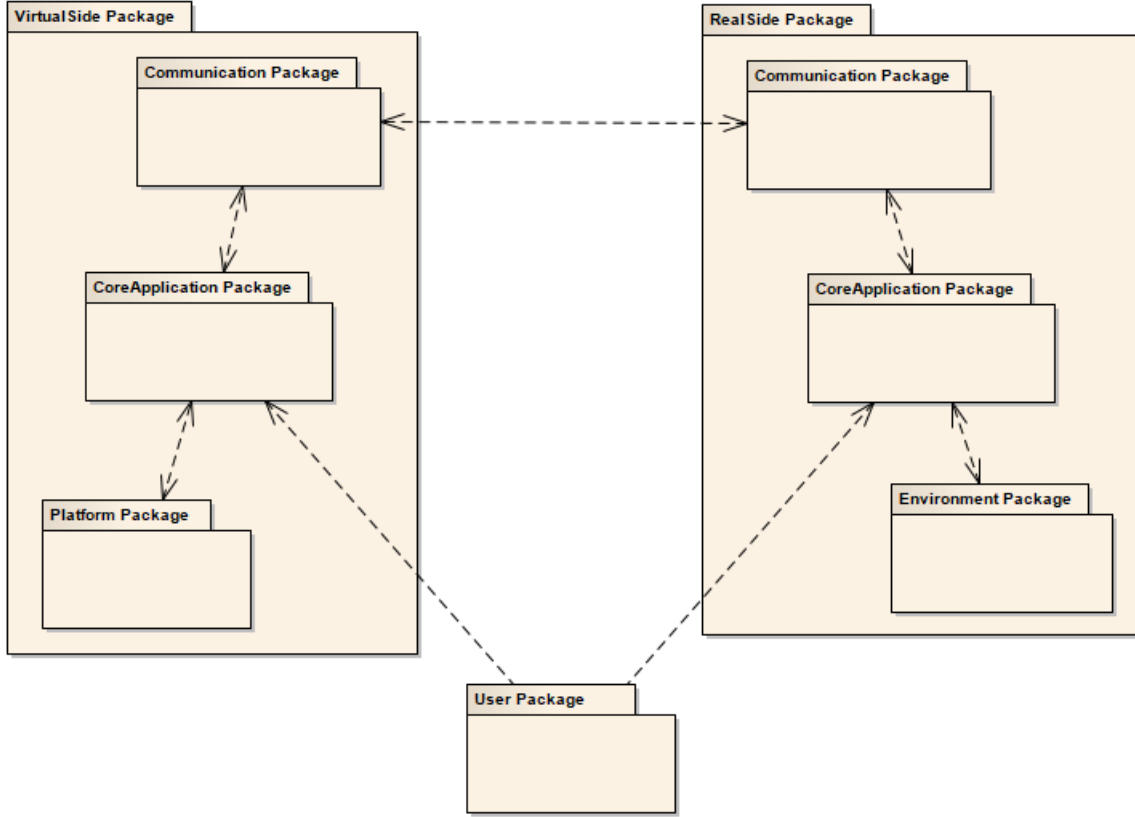 VirtualSide Package
RealSide Package
Communication Package
Communication Package
CoreApplication Package
CoreApplication Package
Platform Package
Environment Package
User Package